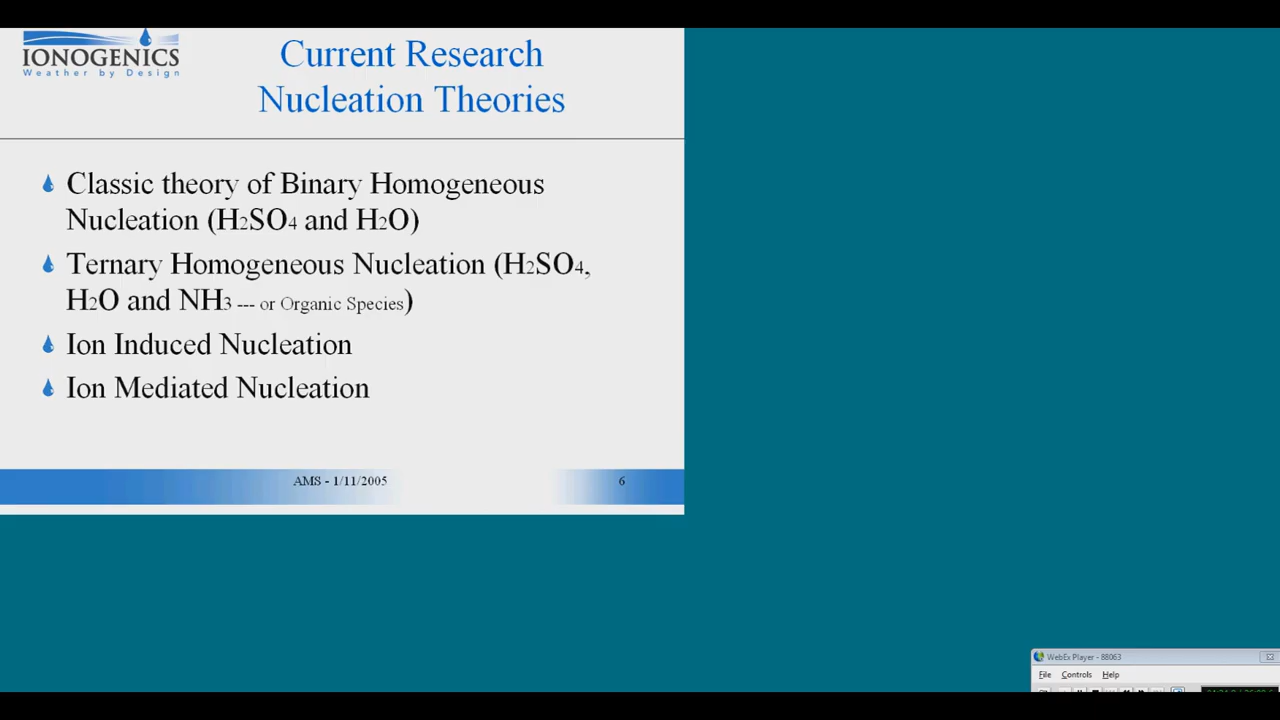 IONOGENICS
Weather by Design
Current Research
Nucleation Theories
Classic theory of Binary Homogeneous
Nucleation (H2SO4 and H2O)
Ternary Homogeneous Nucleation (H2SO4,
H2O and NH3 --- or Organic Species)
Ion Induced Nucleation
Ion Mediated Nucleation
AMS - 1/11/2005
6
WebEx Player - 88063
File Controls Help